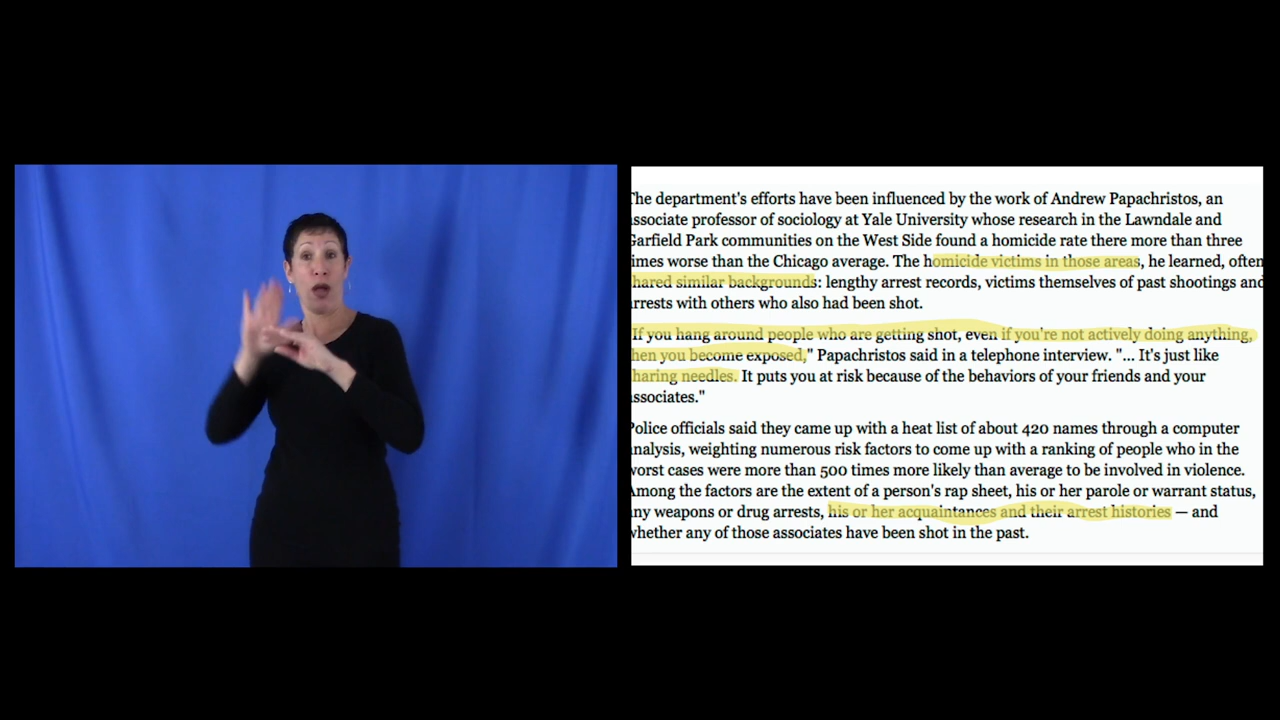 The department's efforts have been influenced by the work of Andrew Papachristos, an
associate professor of sociology at Yale University whose research in the Lawndale and
Garfield Park communities on the West Side found a homicide rate there more than three
imes worse than the Chicago average. The homicide victims in those areas, he learned, often
hared similar backgrounds: lengthy arrest records, victims themselves of past shootings and
arrests with others who also had been shot.
If you hang around people who are getting shot, even if you're not actively doing anything,
hen you become exposed," Papachristos said in a telephone interview. "... It's just like
haring needles. It puts you at risk because of the behaviors of your friends and your
associates."
Police officials said they came up with a heat list of about 420 names through a computer
analysis, weighting numerous risk factors to come up with a ranking of people who in the
worst cases were more than 500 times more likely than average to be involved in violence.
Among the factors are the extent of a person's rap sheet, his or her parole or warrant status,
any weapons or drug arrests, his or her acquaintances and their arrest histories — and
whether any of those associates have been shot in the past.